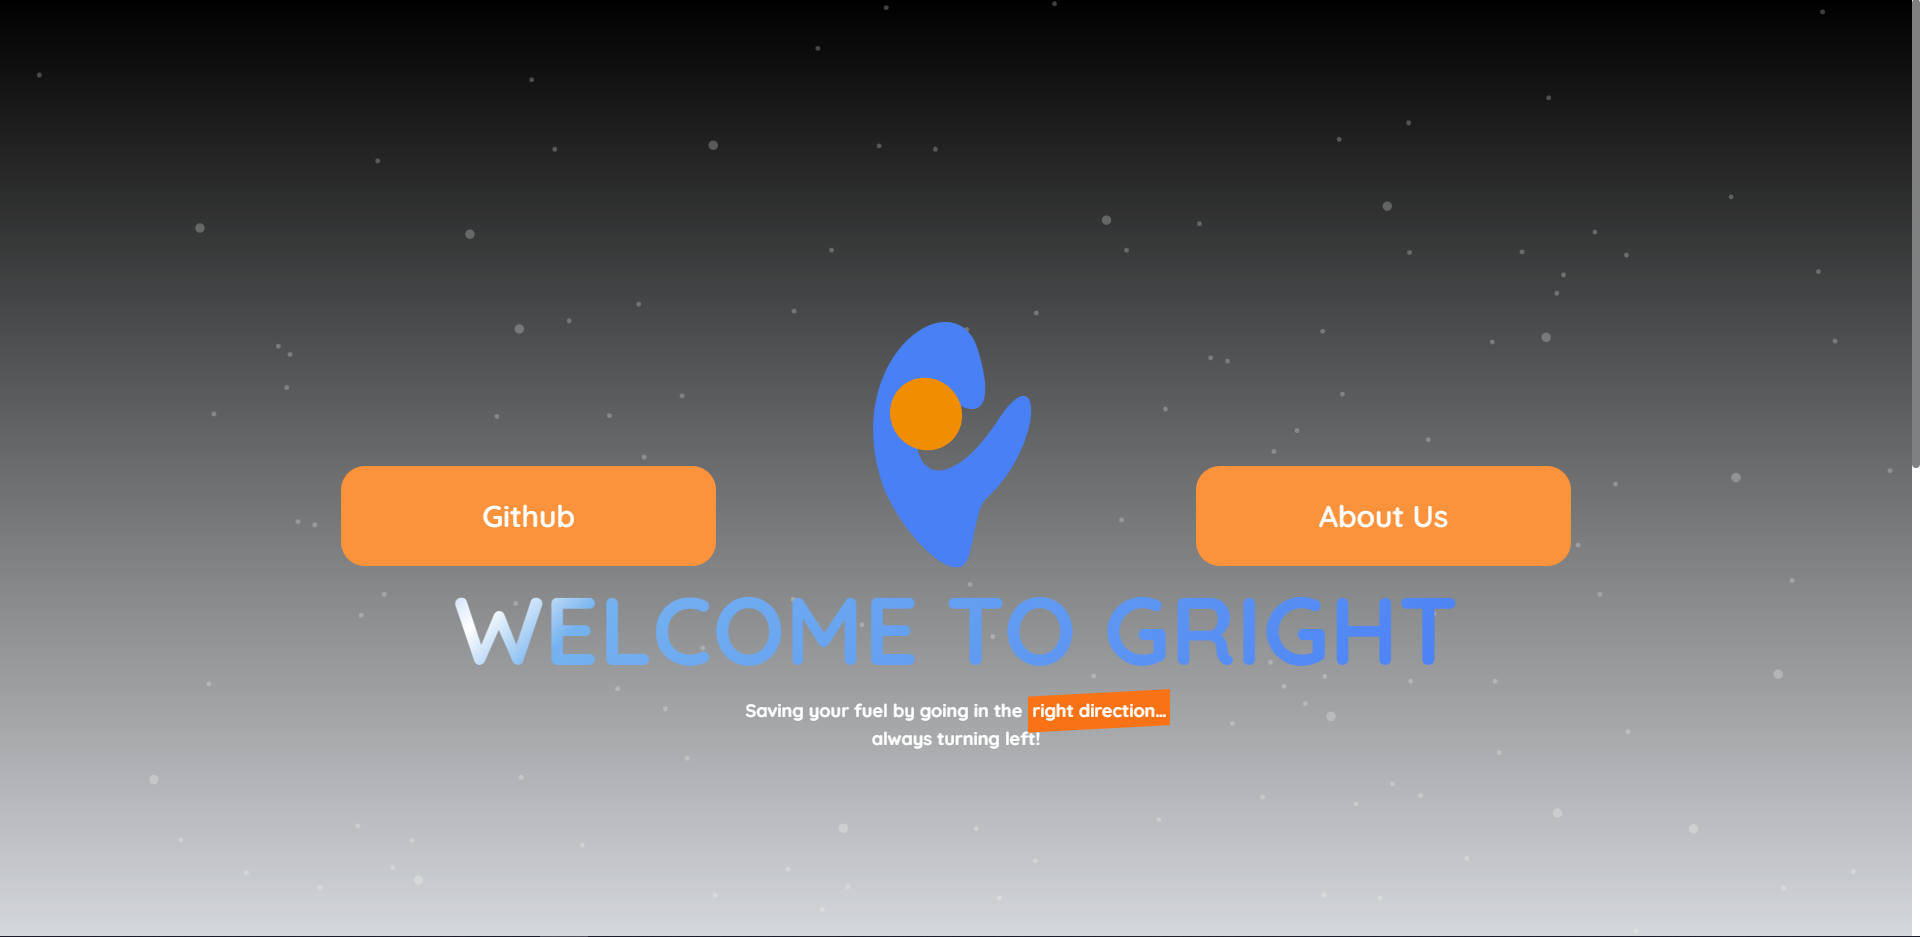 Github
About Us
WELCOME TO GRIGHT
Saving your fuel by going in the right direction...
always turning left!